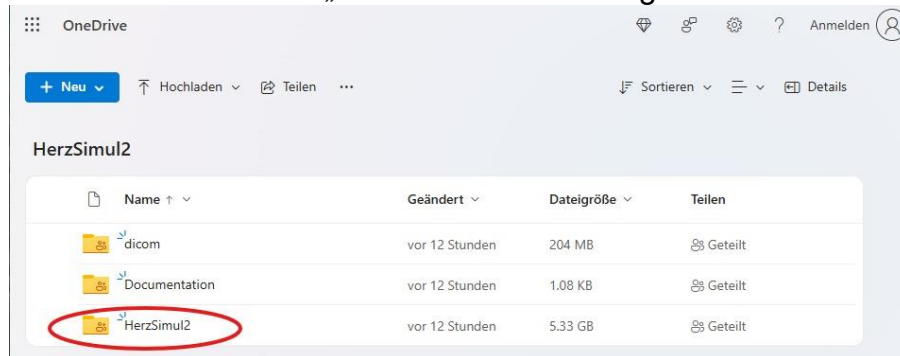 OneDrive ? Anmelden
+ Neu Hochladen Teilen ... Sortieren Details
HerzSimul2
Name ↑ Geändert Dateigröße Teilen
dicom vor 12 Stunden 204 MB Geteilt
Documentation vor 12 Stunden 1.08 KB Geteilt
HerzSimul2 vor 12 Stunden 5.33 GB Geteilt